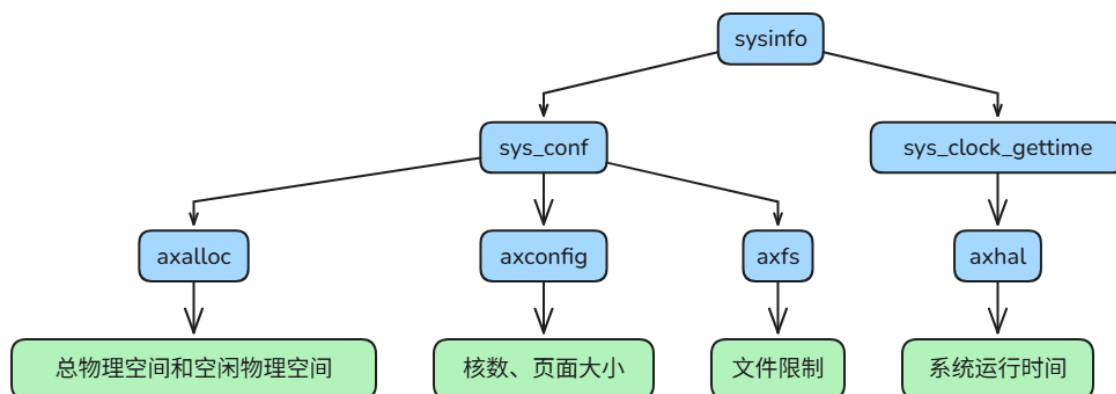 sysinfo
sys_conf
sys_clock_gettime
axalloc
axconfig
axfs
axhal
总物理空间和空闲物理空间
核数、页面大小
文件限制
系统运行时间